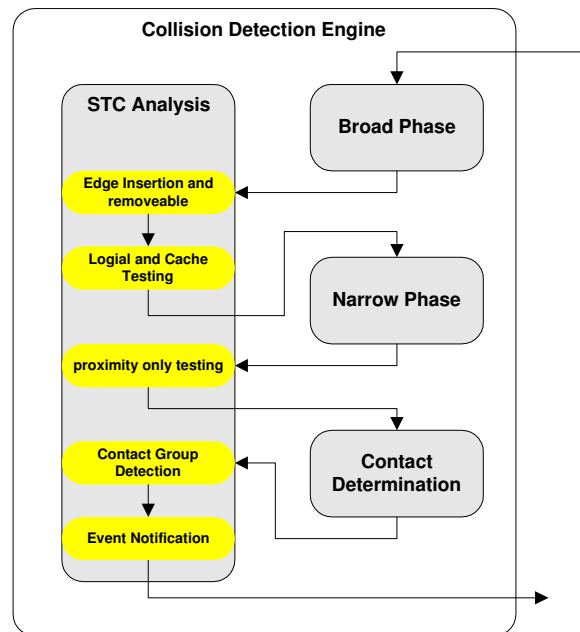 Collision Detection Engine
STC Analysis
Broad Phase
Edge Insertion and
removeable
Logial and Cache
Testing
Narrow Phase
proximity only testing
Contact Group
Detection
Contact
Determination
Event Notification